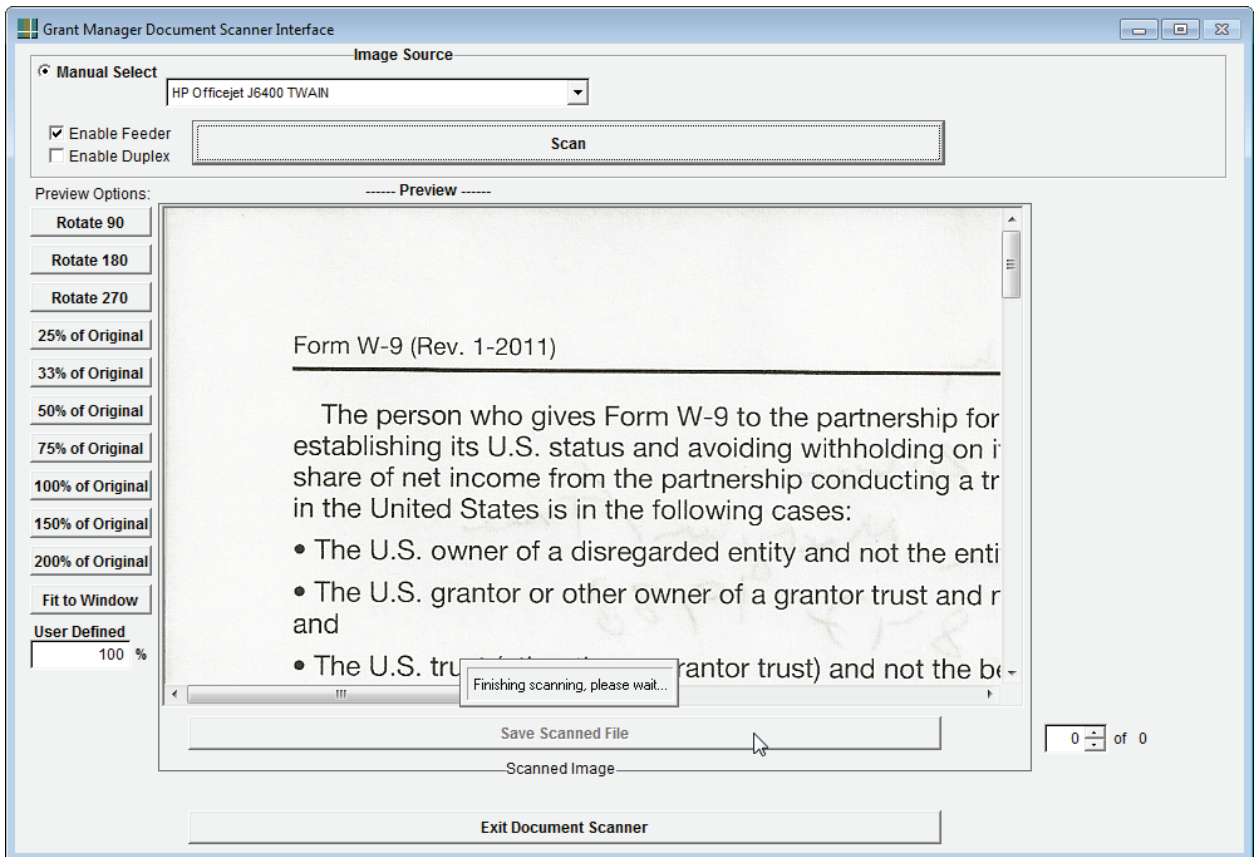 Grant Manager Document Scanner Interface
Image Source
Manual Select
HP Officejet J6400 TWAIN
Enable Feeder
Enable Duplex
Scan
Preview Options:
------ Preview ------
Rotate 90
Rotate 180
Rotate 270
25% of Original
33% of Original
50% of Original
75% of Original
100% of Original
150% of Original
200% of Original
Fit to Window
User Defined
100 %
Form W-9 (Rev. 1-2011)
The person who gives Form W-9 to the partnership for
establishing its U.S. status and avoiding withholding on
share of net income from the partnership conducting a
in the United States is in the following cases:
• The U.S. owner of a disregarded entity and not the
• The U.S. grantor or other owner of a grantor trust and
and
• The U.S. grantor trust) and not the
Finishing scanning, please wait...
Save Scanned File
0 of 0
Scanned Image
Exit Document Scanner